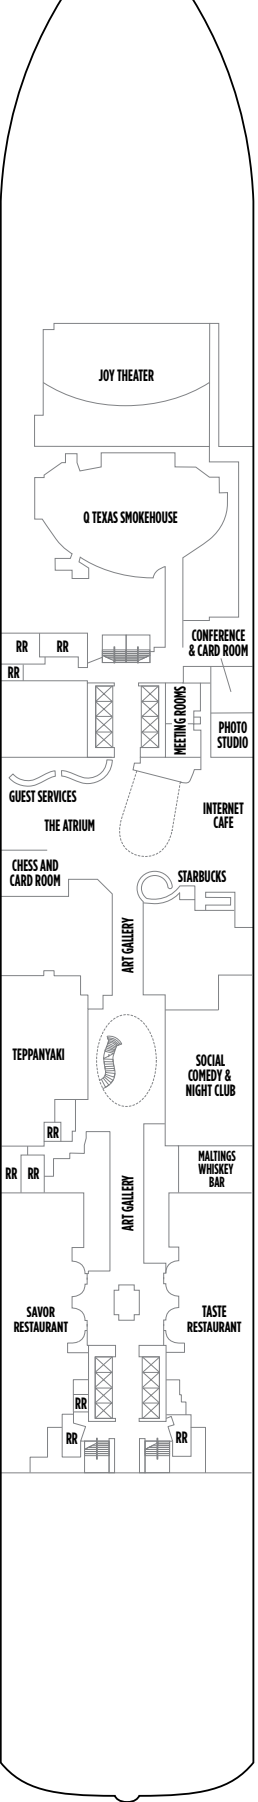 JOY THEATER
Q TEXAS SMOKEHOUSE
RR
RR
CONFERENCE
& CARD ROOM
RR
MEETING ROOMS
PHOTO
STUDIO
GUEST SERVICES
THE ATRIUM
INTERNET
CAFE
CHESS AND
CARD ROOM
STARBUCKS
ART GALLERY
TEPPANYAKI
SOCIAL
COMEDY &
NIGHT CLUB
RR
RR
RR
MALTINGS
WHISKEY
BAR
ART GALLERY
SAVOR
RESTAURANT
TASTE
RESTAURANT
RR
RR
RR